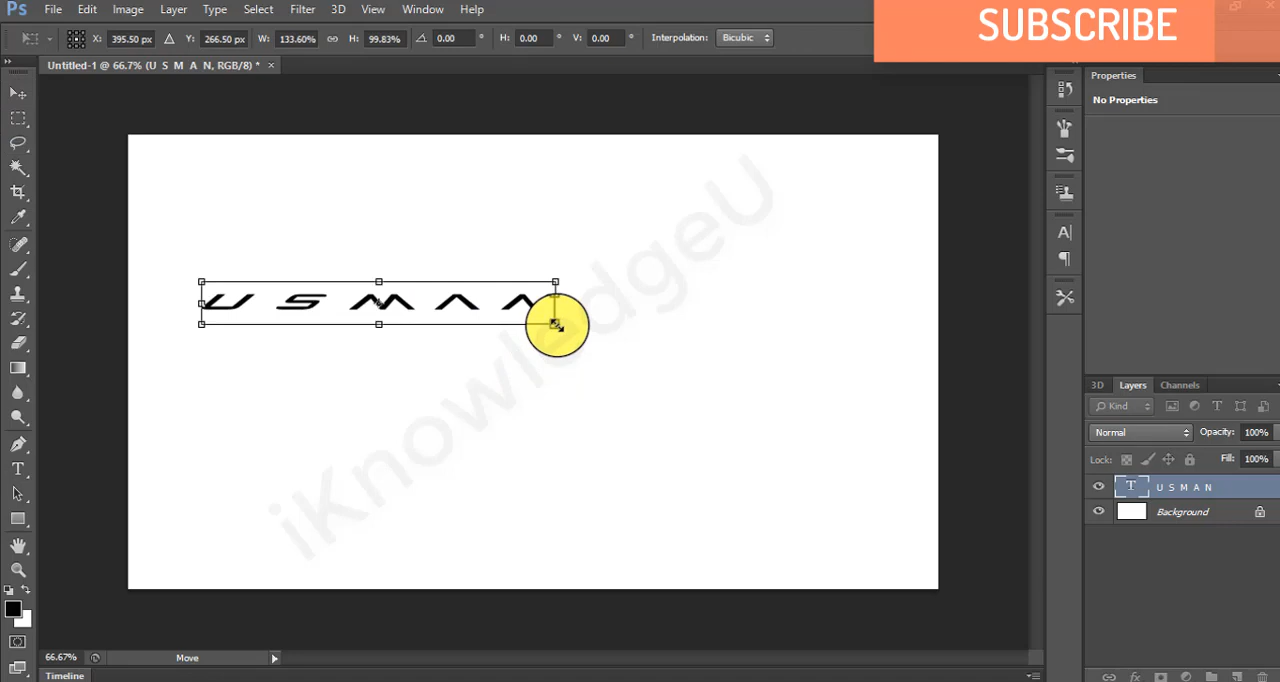 Ps File Edit Image Layer Type Select Filter 3D View Window Help
SUBSCRIBE
X: 395.50 px Y: 266.50 px W: 133.60% H: 99.83% 0.00 ° H: 0.00 ° V: 0.00 ° Interpolation: Bicubic
Untitled-1 @ 66.7% (U S M A N, RGB/8) * ×
Properties
No Properties
U S M A N
iKnowledgeU
3D Layers Channels
Kind
Normal Opacity: 100%
Lock: Fill: 100%
T U S M A N
Background
66.67% Move
Timeline